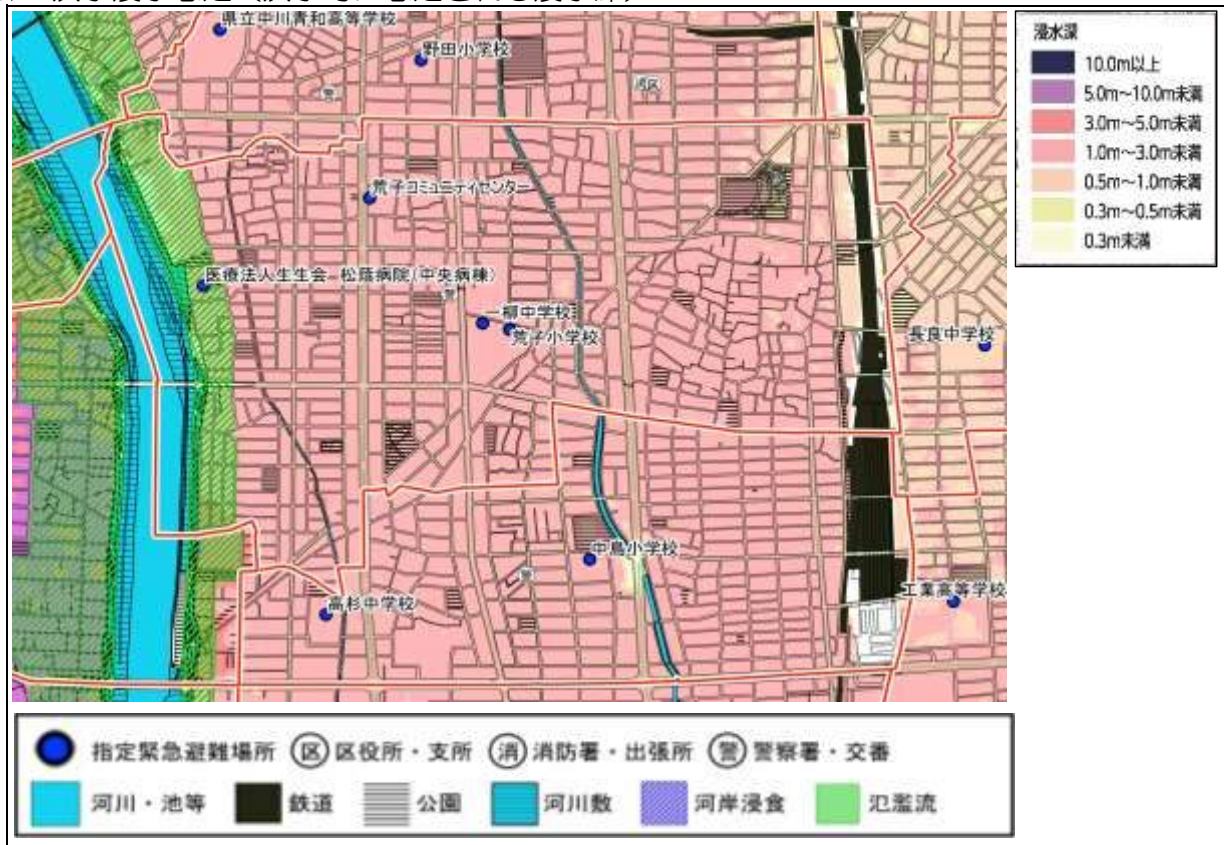 県立中川青和高等学校
野田小学校
警
消 区
荒子コミュニティセンター
医療法人生生会 松蔭病院(中央病棟)
警
一柳中学校
荒子小学校
長良中学校
中島小学校
警
高杉中学校
工業高等学校
浸水深
10.0m以上
5.0m~10.0m未満
3.0m~5.0m未満
1.0m~3.0m未満
0.5m~1.0m未満
0.3m~0.5m未満
0.3m未満
指定緊急避難場所 区 区役所・支所 消 消防署・出張所 警 警察署・交番
河川・池等 鉄道 公園 河川敷 河岸浸食 氾濫流